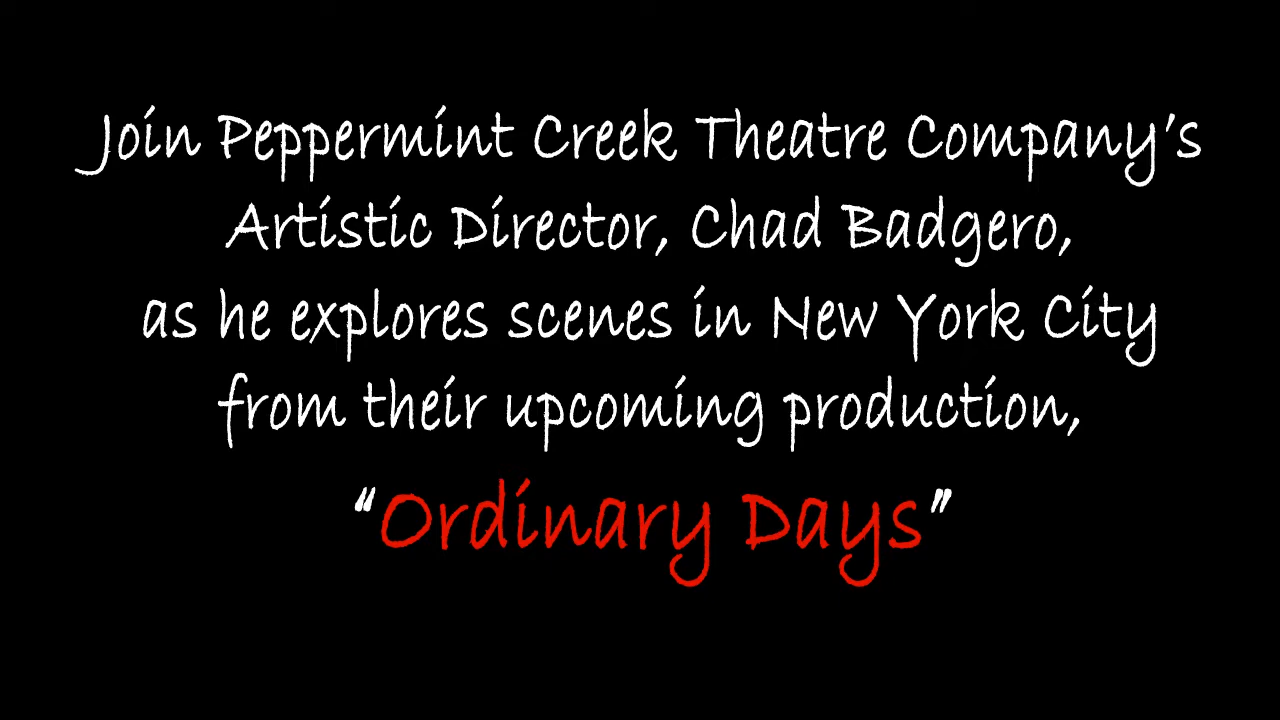 Join Peppermint Creek Theatre Company's
Artistic Director, Chad Badgero,
as he explores scenes in New York City
from their upcoming production,
“Ordinary Days”